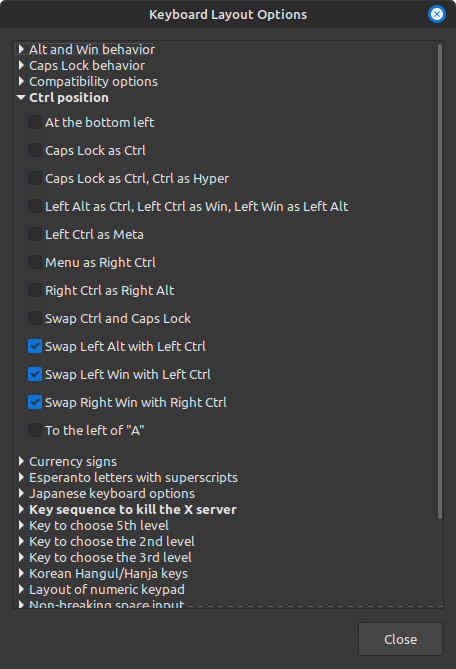 Keyboard Layout Options
Alt and Win behavior
Caps Lock behavior
Compatibility options
Ctrl position
At the bottom left
Caps Lock as Ctrl
Caps Lock as Ctrl, Ctrl as Hyper
Left Alt as Ctrl, Left Ctrl as Win, Left Win as Left Alt
Left Ctrl as Meta
Menu as Right Ctrl
Right Ctrl as Right Alt
Swap Ctrl and Caps Lock
Swap Left Alt with Left Ctrl
Swap Left Win with Left Ctrl
Swap Right Win with Right Ctrl
To the left of "A"
Currency signs
Esperanto letters with superscripts
Japanese keyboard options
Key sequence to kill the X server
Key to choose 5th level
Key to choose the 2nd level
Key to choose the 3rd level
Korean Hangul/Hanja keys
Layout of numeric keypad
Non-breaking space input
Close